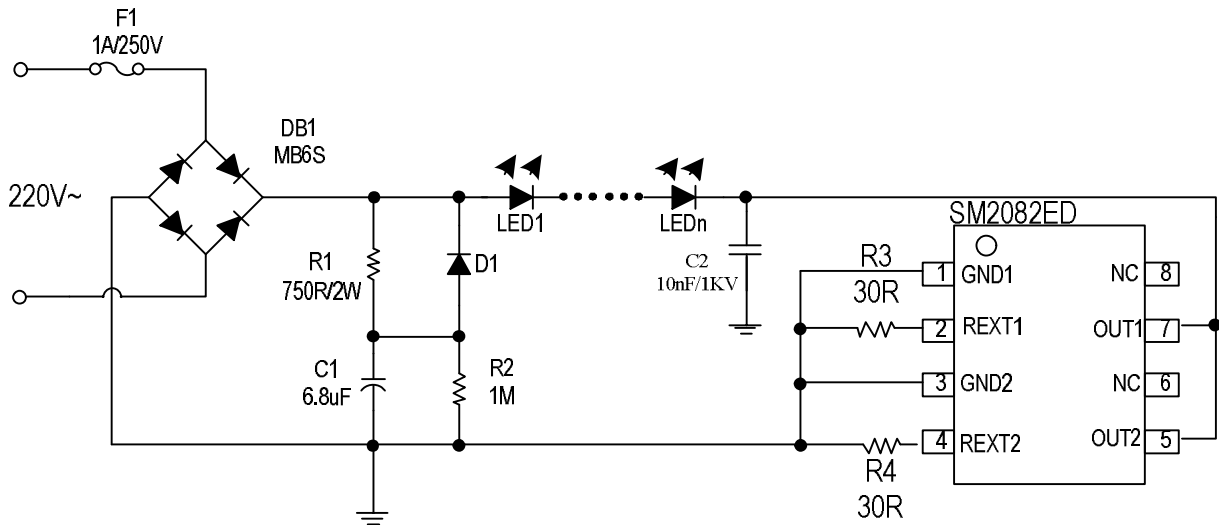 F1
1A/250V
DB1
MB6S
220V~
LED1
LEDn
SM2082ED
R1
750R/2W
D1
C2
10nF/1KV
R3
30R
1
GND1
NC
8
2
REXT1
OUT1
7
C1
6.8uF
R2
1M
3
GND2
NC
6
4
REXT2
OUT2
5
R4
30R